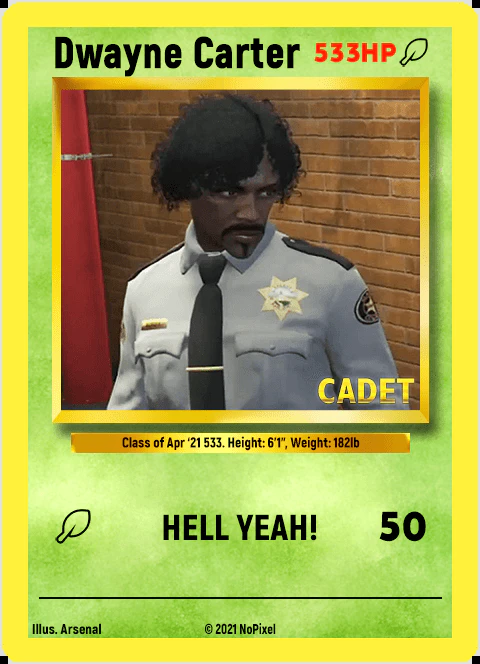 Dwayne Carter 533HP
CADET
Class of Apr '21 533. Height: 6'1", Weight: 182lb
HELL YEAH! 50
Illus. Arsenal © 2021 NoPixel